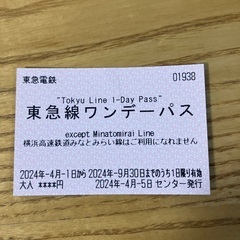 東急電鉄 01938
"Tokyu Line 1-Day Pass"
東急線ワンデーパス
except Minatomirai Line
横浜高速鉄道みなとみらい線はご利用になれません
2024年-4月-1日から 2024年-9月30日までのうち1日限り有効
大人 ****円 2024年-4月-5日 センター発行